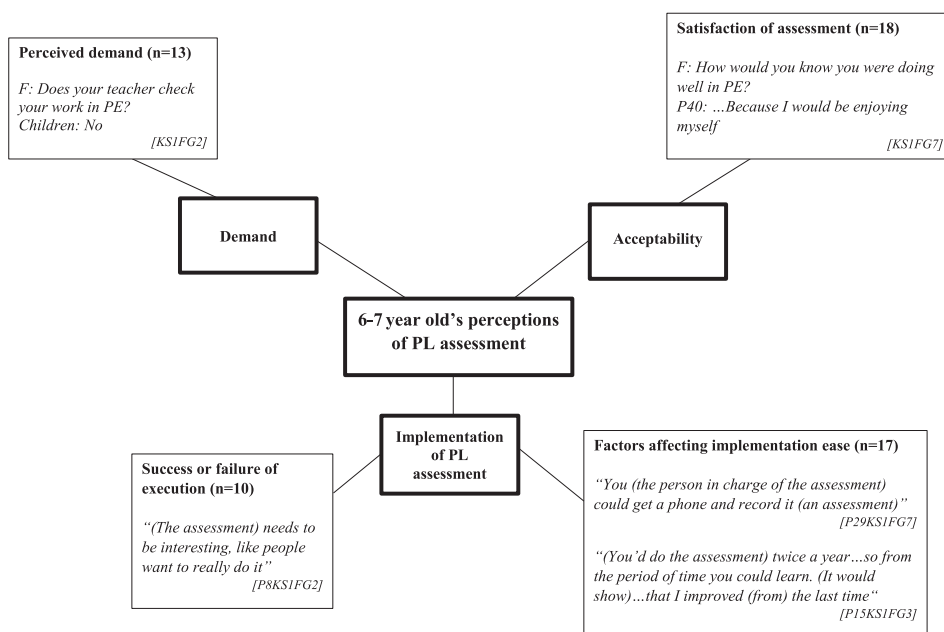 Perceived demand (n=13)
F: Does your teacher check
your work in PE?
Children: No
[KS1FG2]
Satisfaction of assessment (n=18)
F: How would you know you were doing
well in PE?
P40: …Because I would be enjoying
myself
[KS1FG7]
Demand
Acceptability
6–7 year old’s perceptions
of PL assessment
Implementation
of PL
assessment
Success or failure of
execution (n=10)
“(The assessment) needs to
be interesting, like people
want to really do it”
[P8KS1FG2]
Factors affecting implementation ease (n=17)
“You (the person in charge of the assessment)
could get a phone and record it (an assessment)”
[P29KS1FG7]
“(You’d do the assessment) twice a year…so from
the period of time you could learn. (It would
show)…that I improved (from) the last time“
[P15KS1FG3]